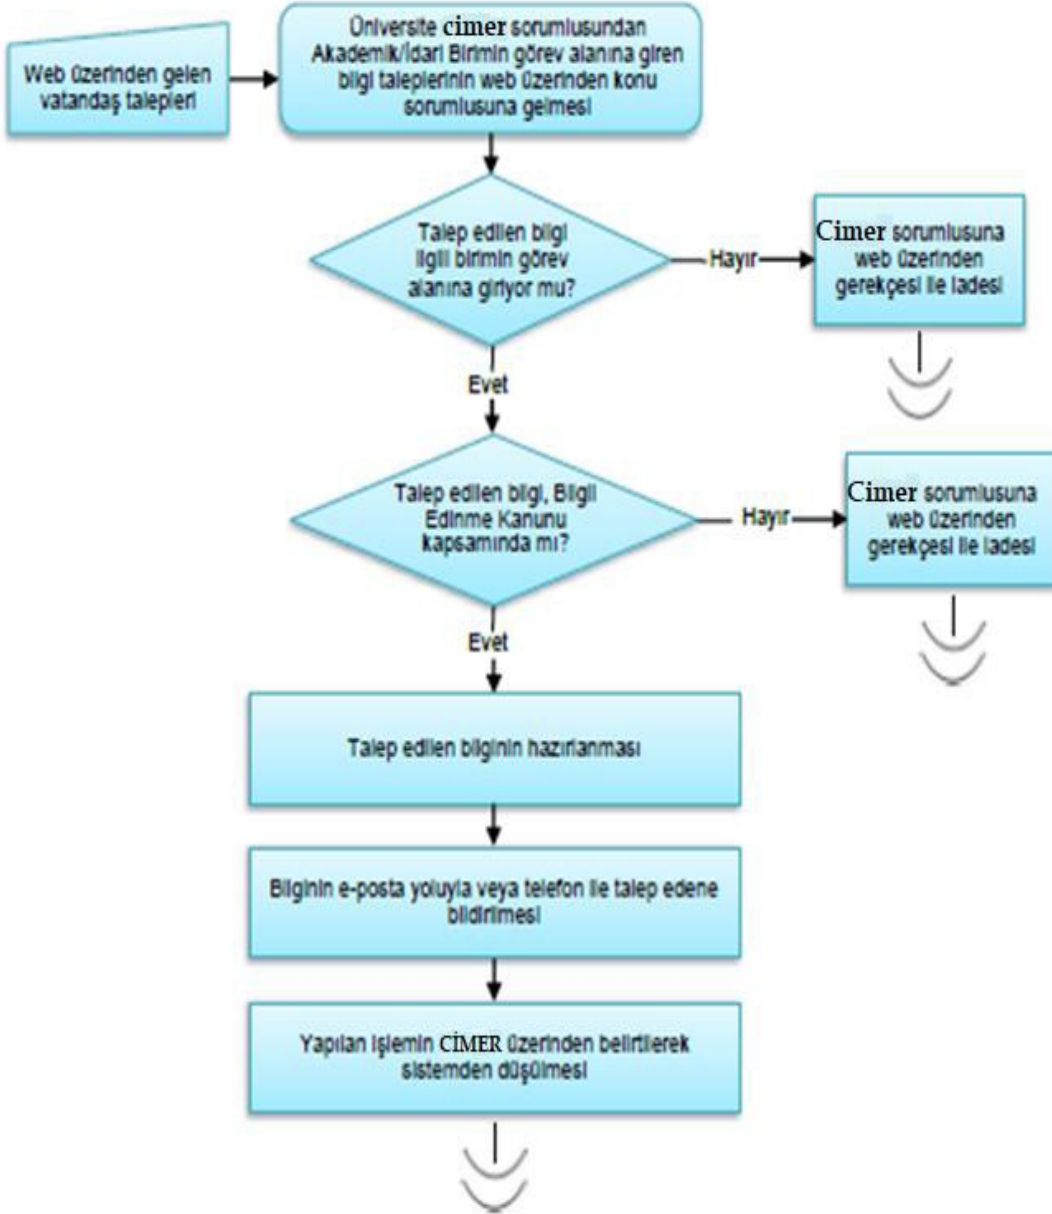 Web üzerinden gelen
vatandaş talepleri
Üniversite cimer sorumlusundan
Akademik/İdari Birimin görev alanına giren
bilgi taleplerinin web üzerinden konu
sorumlusuna gelmesi
Talep edilen bilgi
ilgili birimin görev
alanına giriyor mu?
Hayır
Cimer sorumlusuna
web üzerinden
gerekçesi ile iadesi
Evet
Talep edilen bilgi, Bilgi
Edinme Kanunu
kapsamında mı?
Hayır
Cimer sorumlusuna
web üzerinden
gerekçesi ile iadesi
Evet
Talep edilen bilginin hazırlanması
Bilginin e-posta yoluyla veya telefon ile talep edene
bildirilmesi
Yapılan işlemin CİMER üzerinden belirtilerek
sistemden düşülmesi